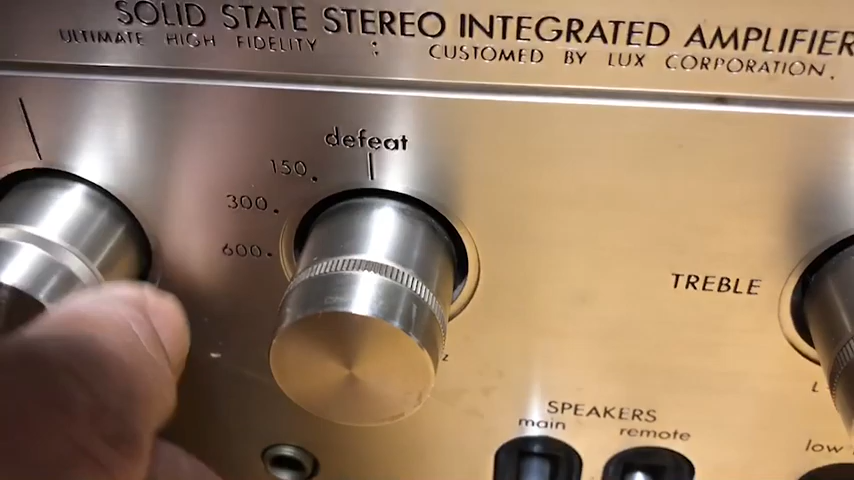 SOLID STATE STEREO INTEGRATED AMPLIFIER
ULTIMATE HIGH FIDELITY ; CUSTOMED BY LUX CORPORATION,
defeat
150
300
600
TREBLE
SPEAKERS
main remote
low